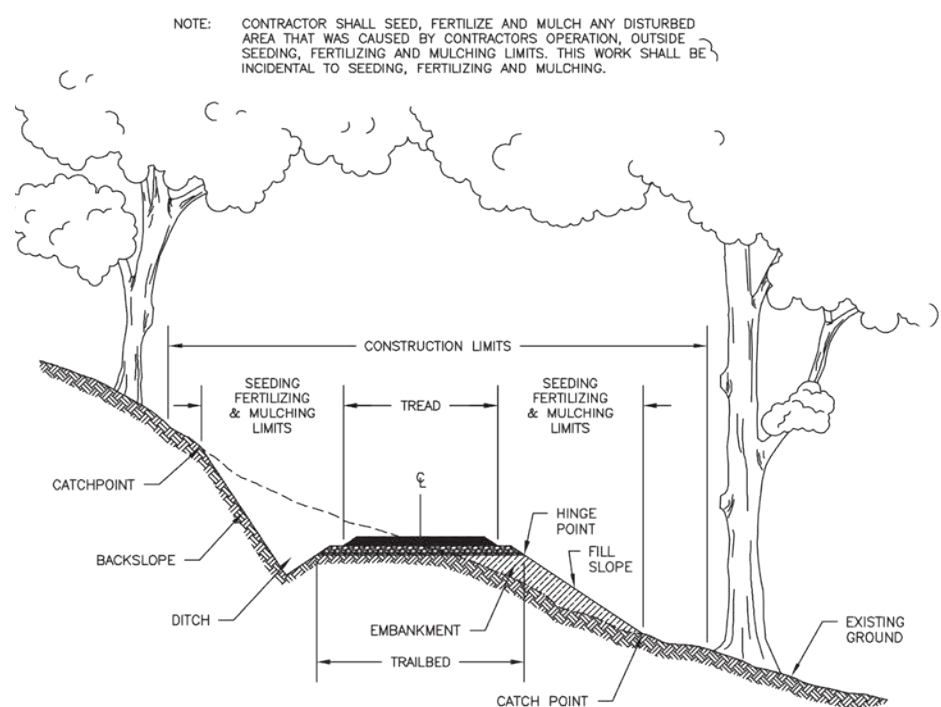 NOTE: CONTRACTOR SHALL SEED, FERTILIZE AND MULCH ANY DISTURBED
AREA THAT WAS CAUSED BY CONTRACTORS OPERATION, OUTSIDE
SEEDING, FERTILIZING AND MULCHING LIMITS. THIS WORK SHALL BE
INCIDENTAL TO SEEDING, FERTILIZING AND MULCHING.
CONSTRUCTION LIMITS
SEEDING
FERTILIZING
& MULCHING
LIMITS
TREAD
SEEDING
FERTILIZING
& MULCHING
LIMITS
CATCHPOINT
℄
HINGE
POINT
BACKSLOPE
FILL
SLOPE
DITCH
EMBANKMENT
EXISTING
GROUND
TRAILBED
CATCH POINT